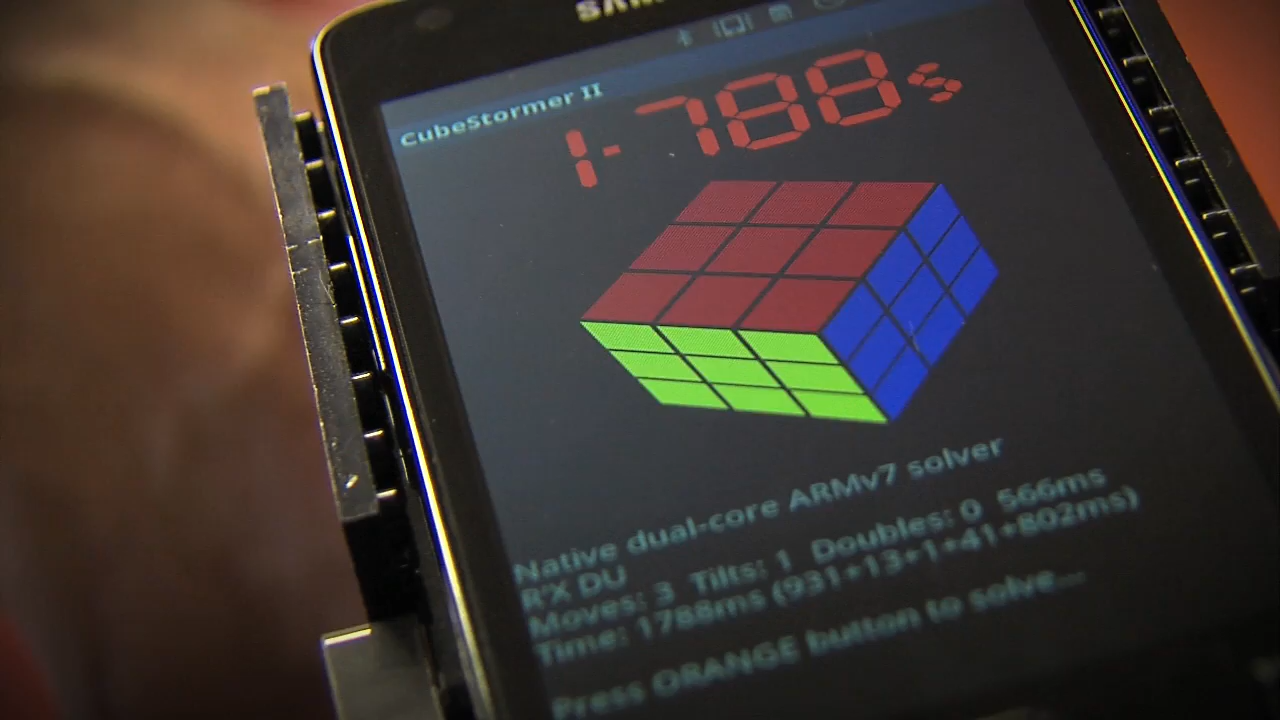 SAM
CubeStormer II
1.788s
Native dual-core ARMv7 solver
R'X DU
Moves: 3 Tilts: 1 Doubles: 0 566ms
Time: 1788ms (931+13+1+41+802ms)
Press ORANGE button to solve...